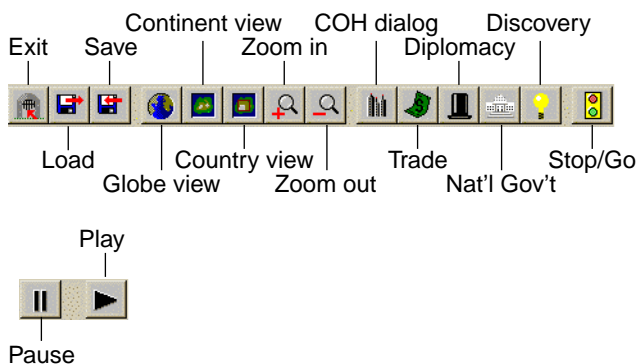 Continent view COH dialog Discovery
Exit Save Zoom in Diplomacy
Load Country view Trade Stop/Go
Globe view Zoom out Nat'l Gov't
Play
Pause